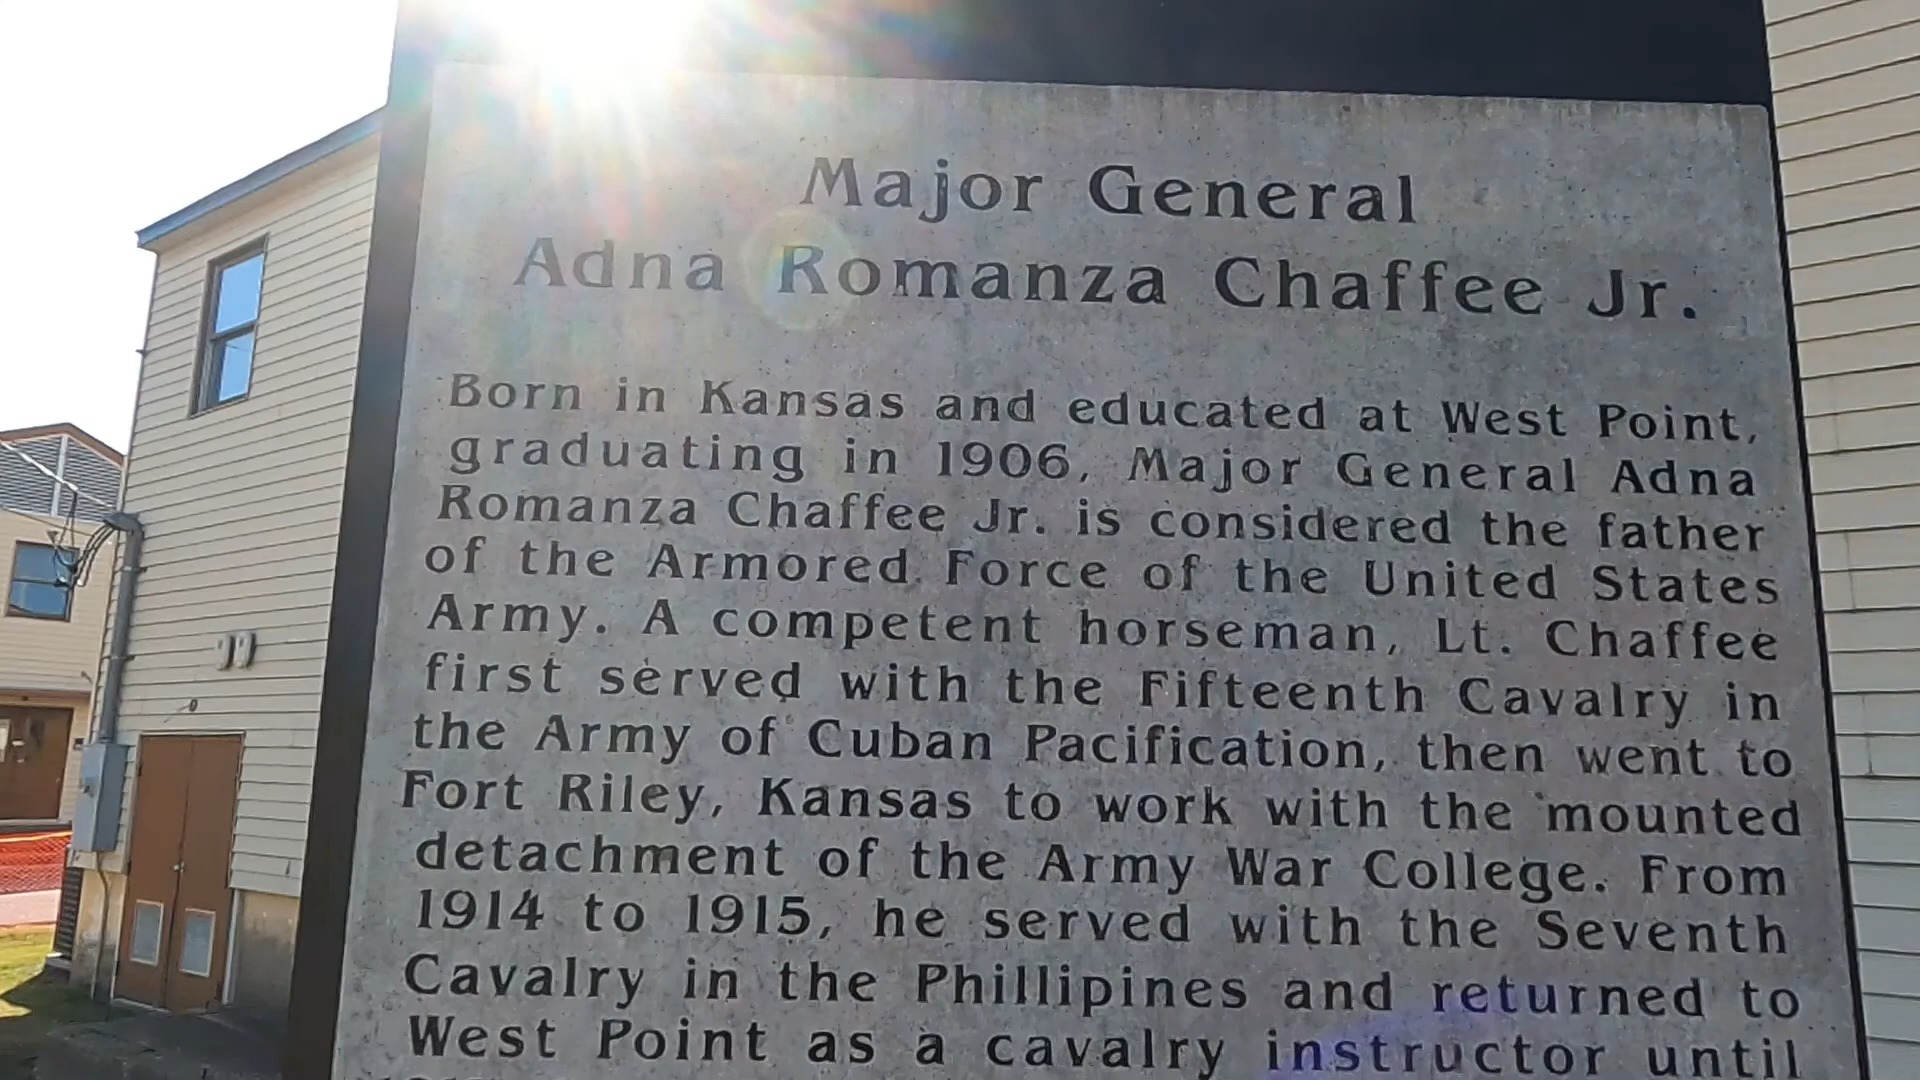 Major General
Adna Romanza Chaffee Jr.
Born in Kansas and educated at West Point,
graduating in 1906, Major General Adna
Romanza Chaffee Jr. is considered the father
of the Armored Force of the United States
Army. A competent horseman, Lt. Chaffee
first served with the Fifteenth Cavalry in
the Army of Cuban Pacification, then went to
Fort Riley, Kansas to work with the mounted
detachment of the Army War College. From
1914 to 1915, he served with the Seventh
Cavalry in the Phillipines and returned to
West Point as a cavalry instructor until